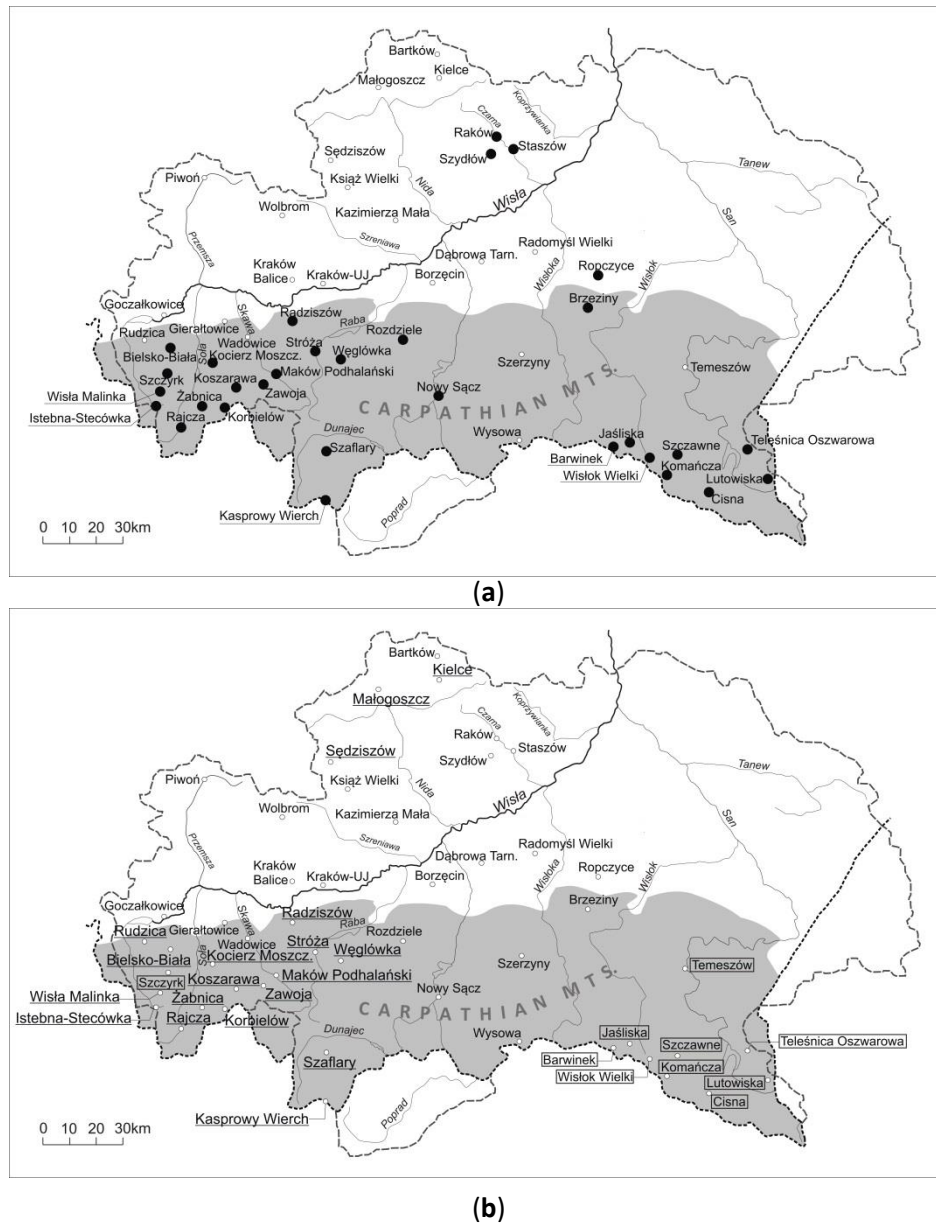 Bartków
Kielce
Małogoszcz
Czarna
Koprzywianka
Raków
Staszów
Szydłów
Sędziszów
Tanew
Piwoń
Książ Wielki
Nida
Wisła
San
Wolbrom
Kazimierza Mała
Przemsza
Szreniawa
Radomyśl Wielki
Dąbrowa Tarn.
Wisłoka
Wisłok
Kraków
Balice
Kraków-UJ
Borzęcin
Ropczyce
Brzeziny
Goczałkowice
Skawa
Radziszów
Raba
Rudzica
Gierałtowice
Rozdziele
Wadowice
Stróża
Soła
Bielsko-Biała
Kocierz Moszcz.
Węglówka
Szerzyny
Temeszów
Maków Podhalański
Szczyrk
Koszarawa
Zawoja
Nowy Sącz
CARPATHIAN MTS.
Wisła Malinka
Żabnica
Istebna-Stecówka
Rajcza
Korbielów
Dunajec
Wysowa
Jaśliska
Szczawne
Teleśnica Oszwarowa
Szaflary
Barwinek
Komańcza
Wisłok Wielki
Lutowiska
Cisna
Kasprowy Wierch
Poprad
0 10 20 30km
(a)
Bartków
Kielce
Małogoszcz
Czarna
Koprzywianka
Raków
Staszów
Szydłów
Sędziszów
Tanew
Piwoń
Książ Wielki
Nida
Wisła
San
Wolbrom
Kazimierza Mała
Przemsza
Szreniawa
Radomyśl Wielki
Dąbrowa Tarn.
Wisłoka
Wisłok
Kraków
Balice
Kraków-UJ
Borzęcin
Ropczyce
Brzeziny
Goczałkowice
Skawa
Radziszów
Raba
Rudzica
Gierałtowice
Rozdziele
Wadowice
Stróża
Soła
Bielsko-Biała
Kocierz Moszcz.
Węglówka
Szerzyny
Temeszów
Maków Podhalański
Szczyrk
Koszarawa
Zawoja
Nowy Sącz
CARPATHIAN MTS.
Wisła Malinka
Żabnica
Istebna-Stecówka
Rajcza
Korbielów
Dunajec
Wysowa
Jaśliska
Szczawne
Teleśnica Oszwarowa
Szaflary
Barwinek
Komańcza
Wisłok Wielki
Lutowiska
Cisna
Kasprowy Wierch
Poprad
0 10 20 30km
(b)